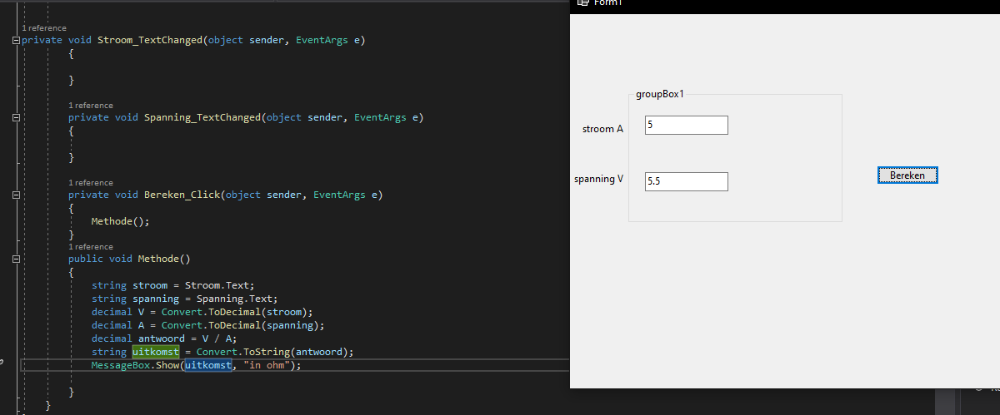 Form1
1 reference
private void Stroom_TextChanged(object sender, EventArgs e)
{
}
1 reference
private void Spanning_TextChanged(object sender, EventArgs e)
{
}
1 reference
private void Bereken_Click(object sender, EventArgs e)
{
Methode();
}
1 reference
public void Methode()
{
string stroom = Stroom.Text;
string spanning = Spanning.Text;
decimal V = Convert.ToDecimal(stroom);
decimal A = Convert.ToDecimal(spanning);
decimal antwoord = V / A;
string uitkomst = Convert.ToString(antwoord);
MessageBox.Show(uitkomst, "in ohm");
}
}
groupBox1
stroom A
5
spanning V
5.5
Bereken